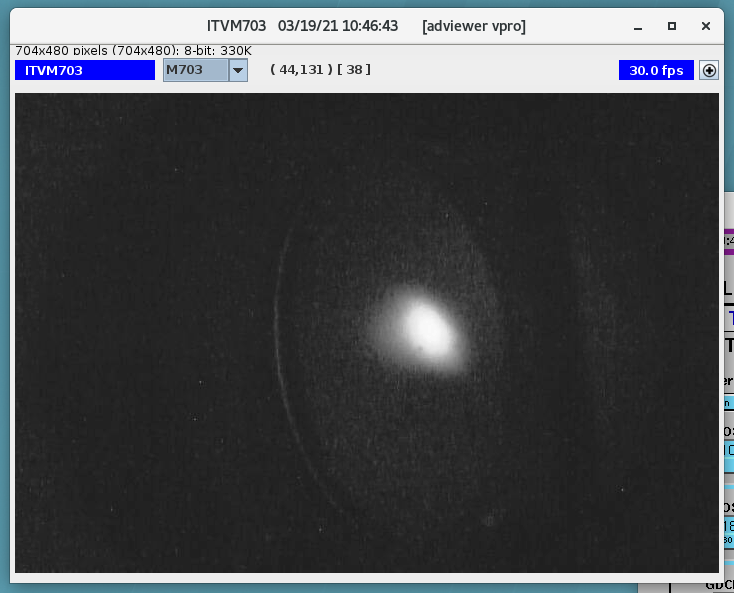 ITVM703 03/19/21 10:46:43 [adviewer vpro]
704x480 pixels (704x480): 8-bit: 330K
ITVM703 M703 ( 44,131 ) [ 38 ] 30.0 fps
GDCL